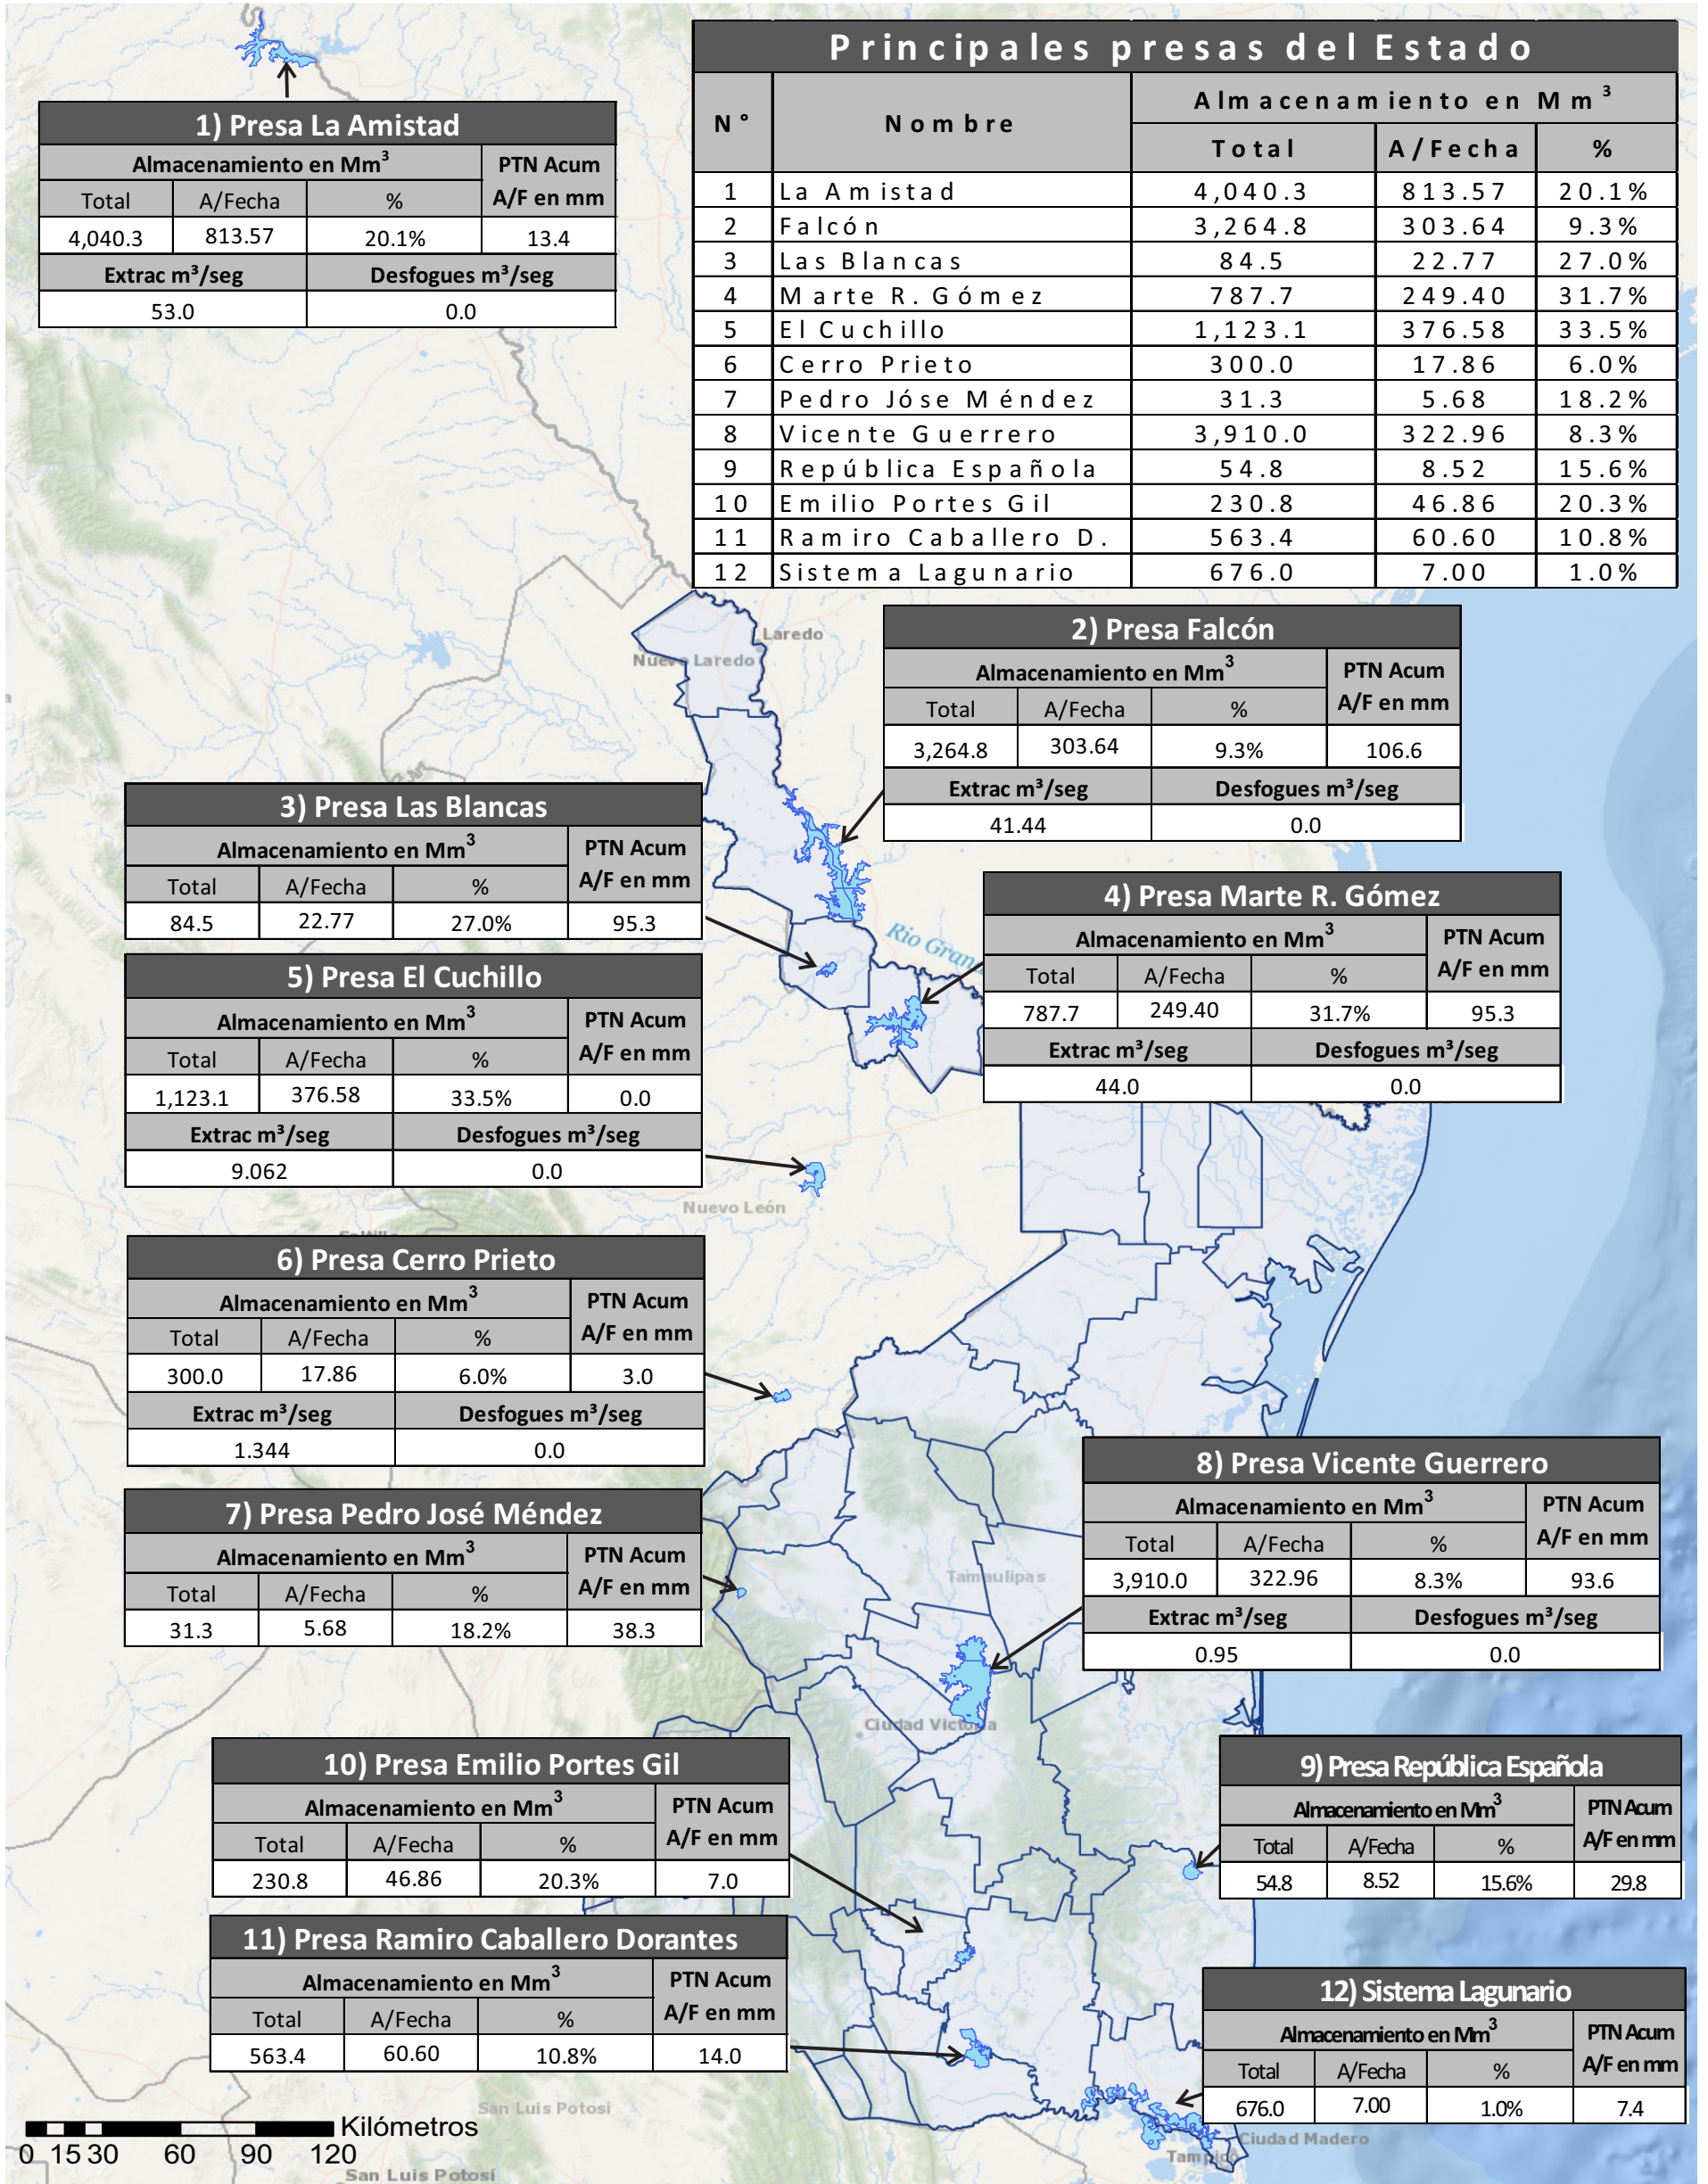 Principales presas del Estado
N° Nombre Almacenamiento en Mm³
Total A/Fecha %
1 La Amistad 4,040.3 813.57 20.1%
2 Falcón 3,264.8 303.64 9.3%
3 Las Blancas 84.5 22.77 27.0%
4 Marte R. Gómez 787.7 249.40 31.7%
5 El Cuchillo 1,123.1 376.58 33.5%
6 Cerro Prieto 300.0 17.86 6.0%
7 Pedro Jóse Méndez 31.3 5.68 18.2%
8 Vicente Guerrero 3,910.0 322.96 8.3%
9 República Española 54.8 8.52 15.6%
10 Emilio Portes Gil 230.8 46.86 20.3%
11 Ramiro Caballero D. 563.4 60.60 10.8%
12 Sistema Lagunario 676.0 7.00 1.0%
1) Presa La Amistad
Almacenamiento en Mm³ PTN Acum
Total A/Fecha % A/F en mm
4,040.3 813.57 20.1% 13.4
Extrac m³/seg Desfogues m³/seg
53.0 0.0
Laredo
Nuevo Laredo
2) Presa Falcón
Almacenamiento en Mm³ PTN Acum
Total A/Fecha % A/F en mm
3,264.8 303.64 9.3% 106.6
Extrac m³/seg Desfogues m³/seg
41.44 0.0
3) Presa Las Blancas
Almacenamiento en Mm³ PTN Acum
Total A/Fecha % A/F en mm
84.5 22.77 27.0% 95.3
Rio Grand
4) Presa Marte R. Gómez
Almacenamiento en Mm³ PTN Acum
Total A/Fecha % A/F en mm
787.7 249.40 31.7% 95.3
Extrac m³/seg Desfogues m³/seg
44.0 0.0
5) Presa El Cuchillo
Almacenamiento en Mm³ PTN Acum
Total A/Fecha % A/F en mm
1,123.1 376.58 33.5% 0.0
Extrac m³/seg Desfogues m³/seg
9.062 0.0
Nuevo León
6) Presa Cerro Prieto
Almacenamiento en Mm³ PTN Acum
Total A/Fecha % A/F en mm
300.0 17.86 6.0% 3.0
Extrac m³/seg Desfogues m³/seg
1.344 0.0
7) Presa Pedro José Méndez
Almacenamiento en Mm³ PTN Acum
Total A/Fecha % A/F en mm
31.3 5.68 18.2% 38.3
Tamaulipas
8) Presa Vicente Guerrero
Almacenamiento en Mm³ PTN Acum
Total A/Fecha % A/F en mm
3,910.0 322.96 8.3% 93.6
Extrac m³/seg Desfogues m³/seg
0.95 0.0
Ciudad Victoria
10) Presa Emilio Portes Gil
Almacenamiento en Mm³ PTN Acum
Total A/Fecha % A/F en mm
230.8 46.86 20.3% 7.0
9) Presa República Española
Almacenamiento en Mm³ PTN Acum
Total A/Fecha % A/F en mm
54.8 8.52 15.6% 29.8
11) Presa Ramiro Caballero Dorantes
Almacenamiento en Mm³ PTN Acum
Total A/Fecha % A/F en mm
563.4 60.60 10.8% 14.0
12) Sistema Lagunario
Almacenamiento en Mm³ PTN Acum
Total A/Fecha % A/F en mm
676.0 7.00 1.0% 7.4
San Luis Potosí
Ciudad Madero
Tampico
Kilómetros
0 15 30 60 90 120
San Luis Potosí